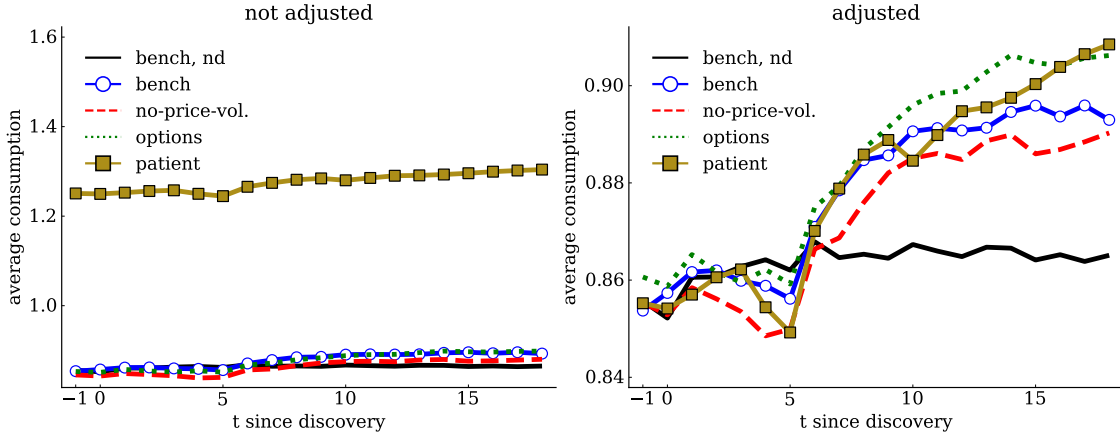 not adjusted
1.6
1.4
1.2
1.0
average consumption
bench, nd
bench
no-price-vol.
options
patient
−1 0 5 10 15
t since discovery
adjusted
0.90
0.88
0.86
0.84
average consumption
bench, nd
bench
no-price-vol.
options
patient
−1 0 5 10 15
t since discovery